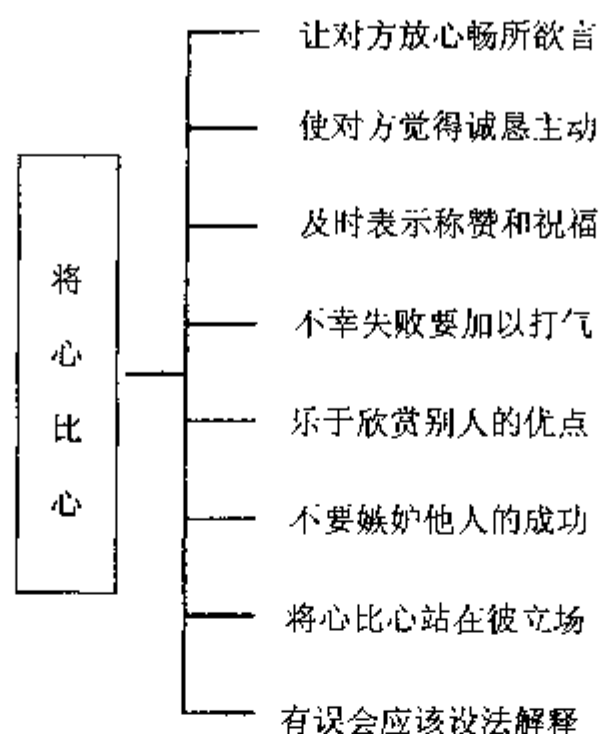 将心比心
让对方放心畅所欲言
使对方觉得诚恳主动
及时表示称赞和祝福
不幸失败要加以打气
乐于欣赏别人的优点
不要嫉妒他人的成功
将心比心站在彼立场
有误会应该设法解释